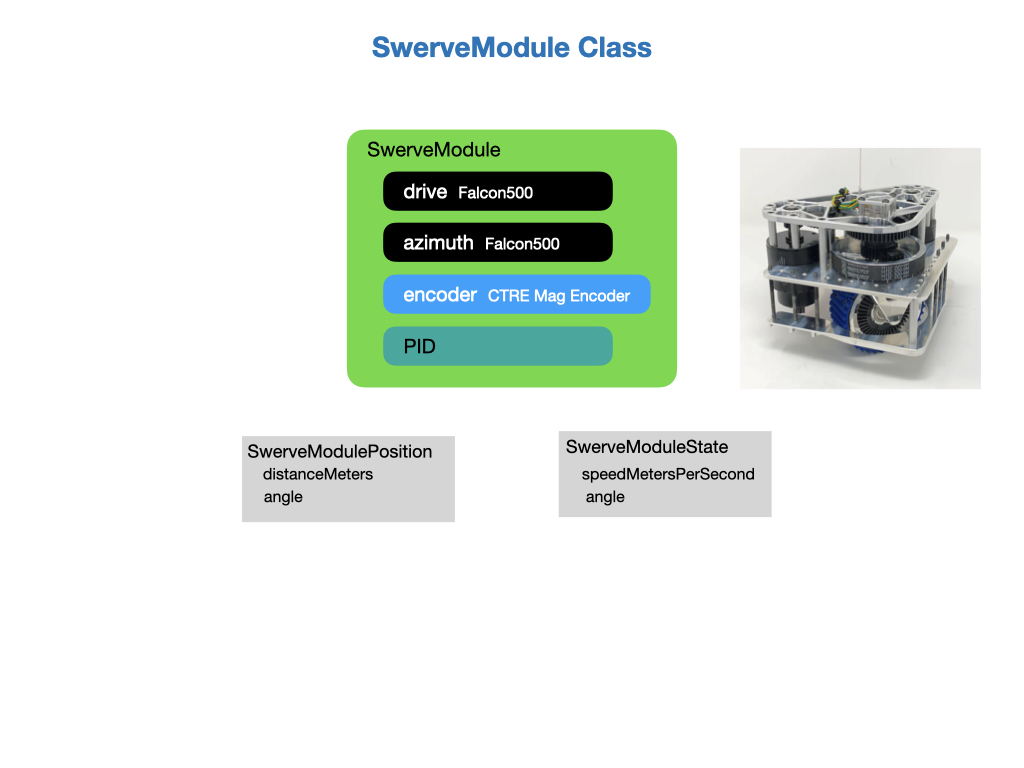 SwerveModule Class
SwerveModule
drive Falcon500
azimuth Falcon500
encoder CTRE Mag Encoder
PID
SwerveModulePosition
distanceMeters
angle
SwerveModuleState
speedMetersPerSecond
angle